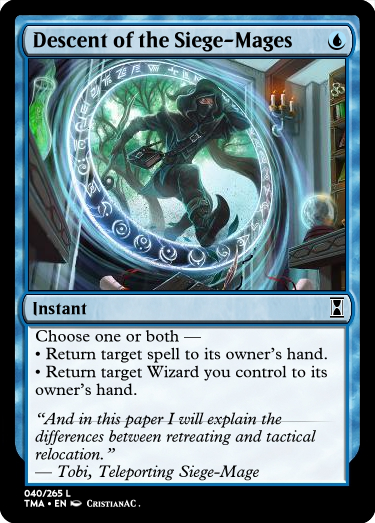 Descent of the Siege-Mages
Instant
Choose one or both —
• Return target spell to its owner's hand.
• Return target Wizard you control to its
owner's hand.
“And in this paper I will explain the
differences between retreating and tactical
relocation.”
— Tobi, Teleporting Siege-Mage
040/265 L
TMA • EN CristianAC .